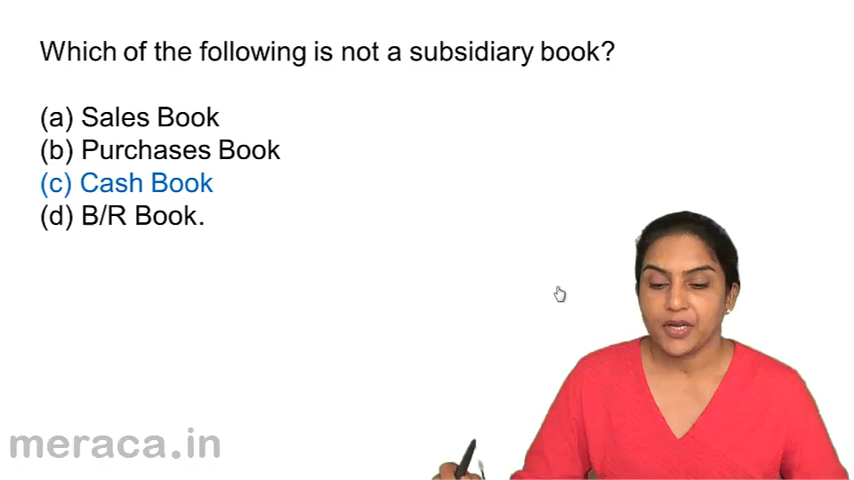 Which of the following is not a subsidiary book?
(a) Sales Book
(b) Purchases Book
(c) Cash Book
(d) B/R Book.
meraca.in